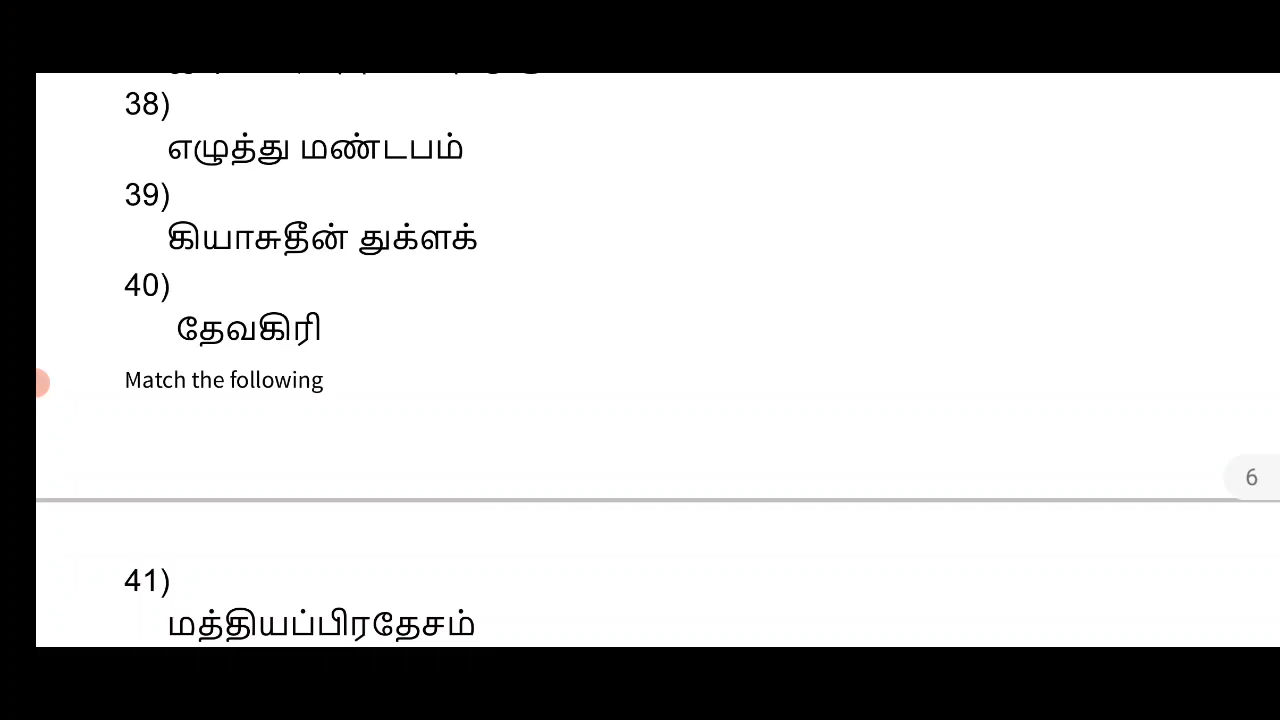 38)
எழுத்து மண்டபம்
39)
கியாசுதீன் துக்ளக்
40)
தேவகிரி
Match the following
6
41)
மத்தியப்பிரதேசம்